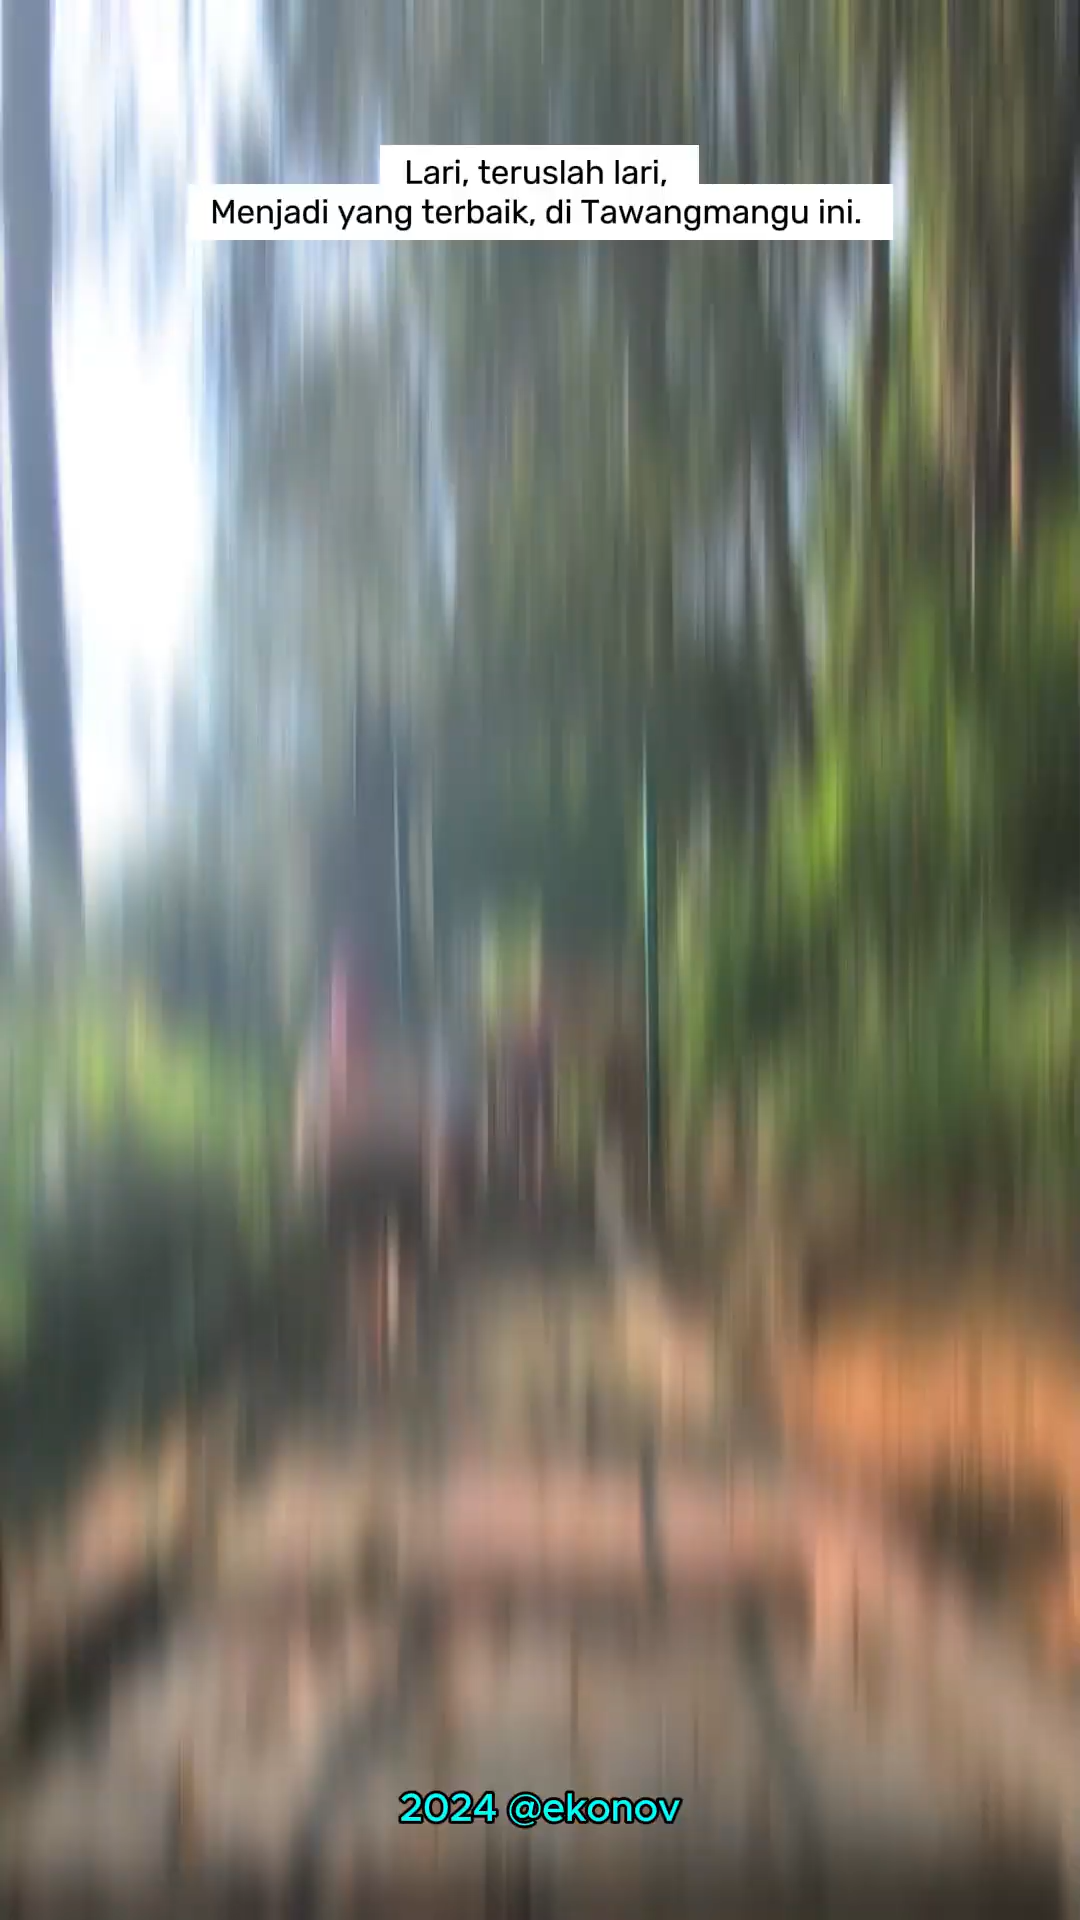 Lari, teruslah lari,
Menjadi yang terbaik, di Tawangmangu ini.
2024 @ekonov